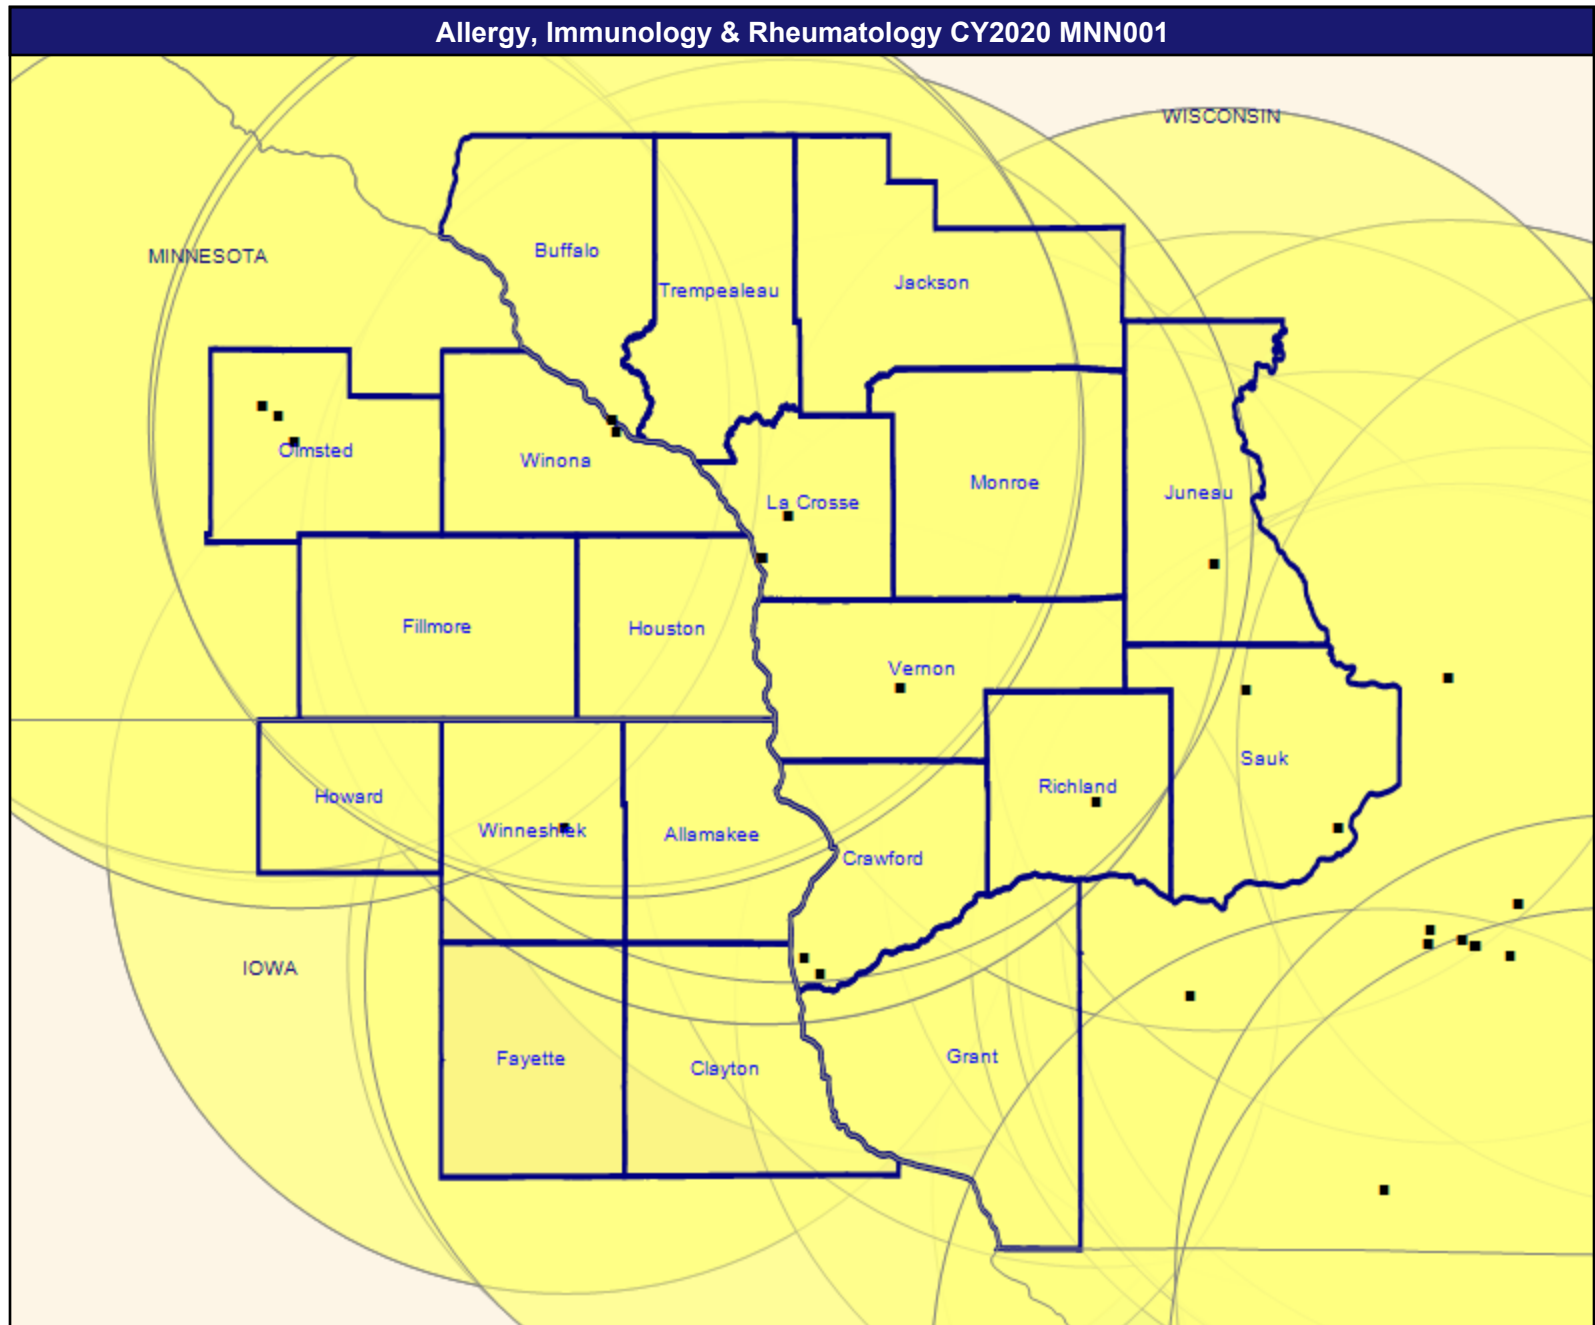 Allergy, Immunology & Rheumatology CY2020 MNN001
WISCONSIN
MINNESOTA
Buffalo
Trempealeau
Jackson
Olmsted
Winona
La Crosse
Monroe
Juneau
Fillmore
Houston
Vernon
Sauk
Richland
Howard
Winneshiek
Allamakee
Crawford
IOWA
Fayette
Clayton
Grant